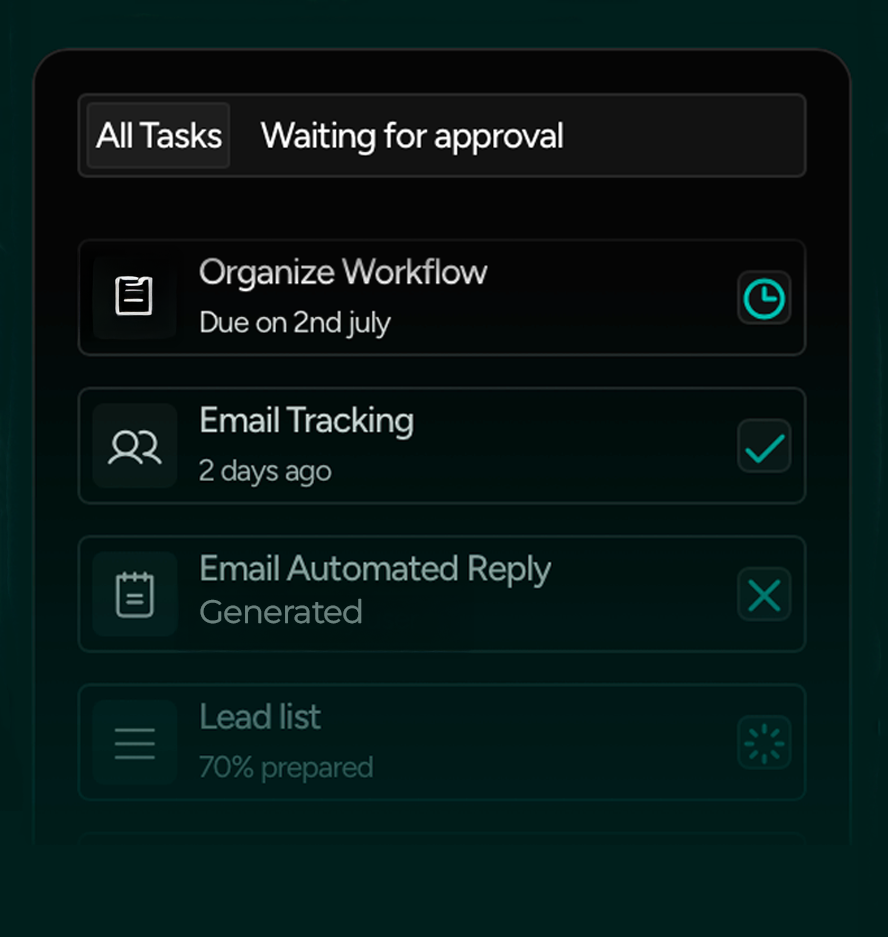 All Tasks
Waiting for approval
Organize Workflow
Due on 2nd july
Email Tracking
2 days ago
Email Automated Reply
Generated
Lead list
70% prepared